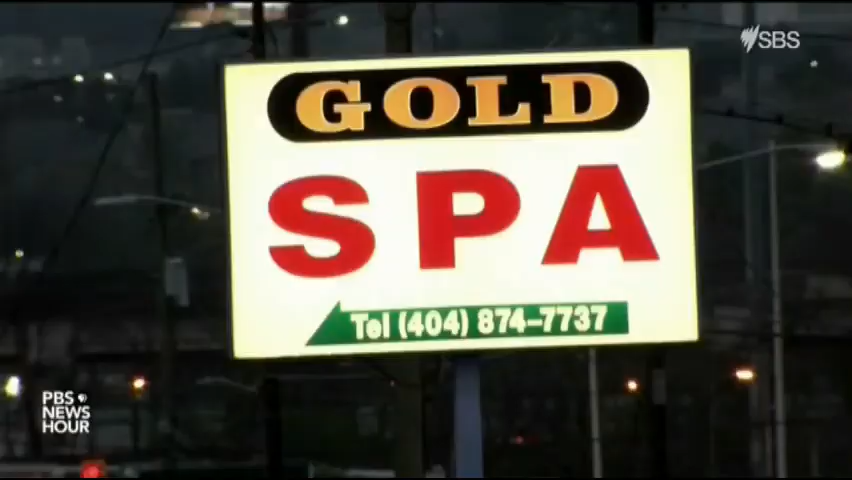 SBS
GOLD
SPA
Tel (404) 874-7737
PBS
NEWS
HOUR